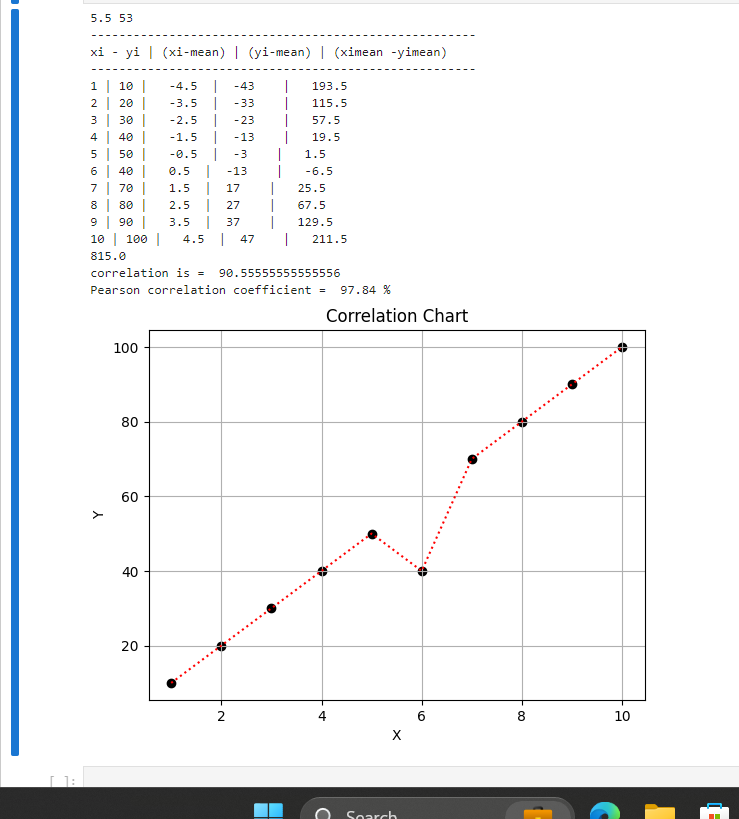 5.5 53
-------------------------------------------------------
xi - yi | (xi-mean) | (yi-mean) | (ximean -yimean)
-------------------------------------------------------
1 | 10 | -4.5 | -43 | 193.5
2 | 20 | -3.5 | -33 | 115.5
3 | 30 | -2.5 | -23 | 57.5
4 | 40 | -1.5 | -13 | 19.5
5 | 50 | -0.5 | -3 | 1.5
6 | 40 | 0.5 | -13 | -6.5
7 | 70 | 1.5 | 17 | 25.5
8 | 80 | 2.5 | 27 | 67.5
9 | 90 | 3.5 | 37 | 129.5
10 | 100 | 4.5 | 47 | 211.5
815.0
correlation is = 90.55555555555556
Pearson correlation coefficient = 97.84 %
Correlation Chart
100
80
60
40
20
Y
2 4 6 8 10
X
[ ]:
Search